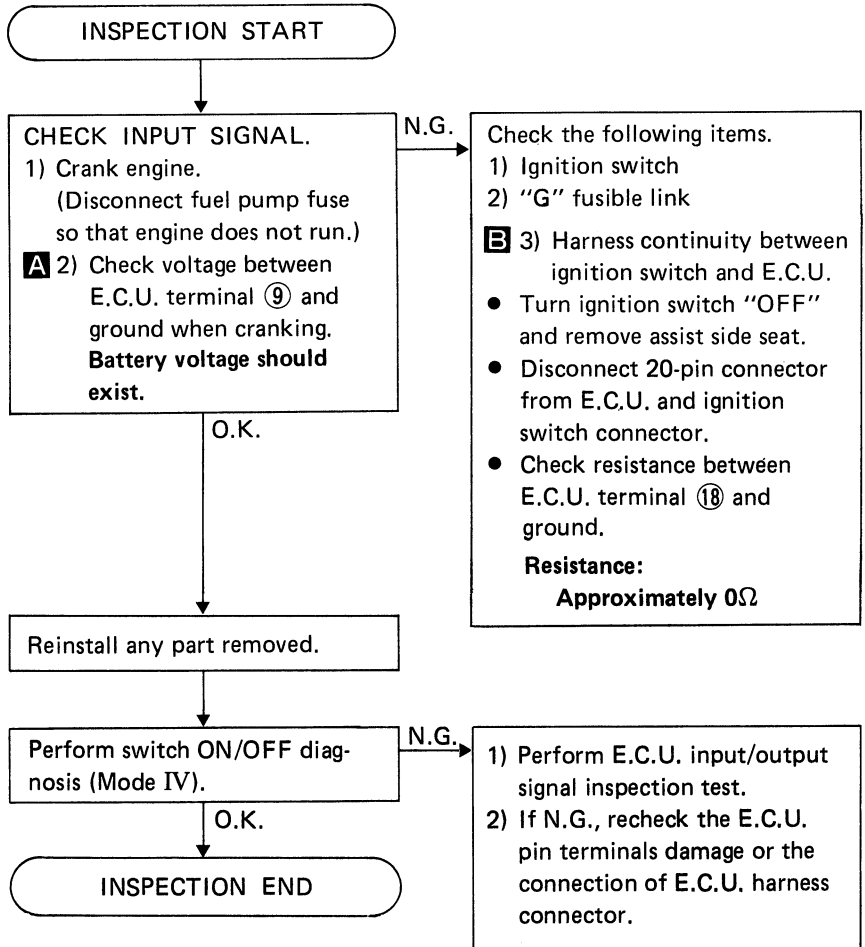 INSPECTION START
CHECK INPUT SIGNAL.
1) Crank engine.
(Disconnect fuel pump fuse
so that engine does not run.)
A 2) Check voltage between
E.C.U. terminal ⑨ and
ground when cranking.
Battery voltage should
exist.
N.G.
Check the following items.
1) Ignition switch
2) "G" fusible link
B 3) Harness continuity between
ignition switch and E.C.U.
● Turn ignition switch "OFF"
and remove assist side seat.
● Disconnect 20-pin connector
from E.C.U. and ignition
switch connector.
● Check resistance between
E.C.U. terminal ⑱ and
ground.
Resistance:
Approximately 0Ω
O.K.
Reinstall any part removed.
Perform switch ON/OFF diag-
nosis (Mode IV).
N.G.
1) Perform E.C.U. input/output
signal inspection test.
2) If N.G., recheck the E.C.U.
pin terminals damage or the
connection of E.C.U. harness
connector.
O.K.
INSPECTION END